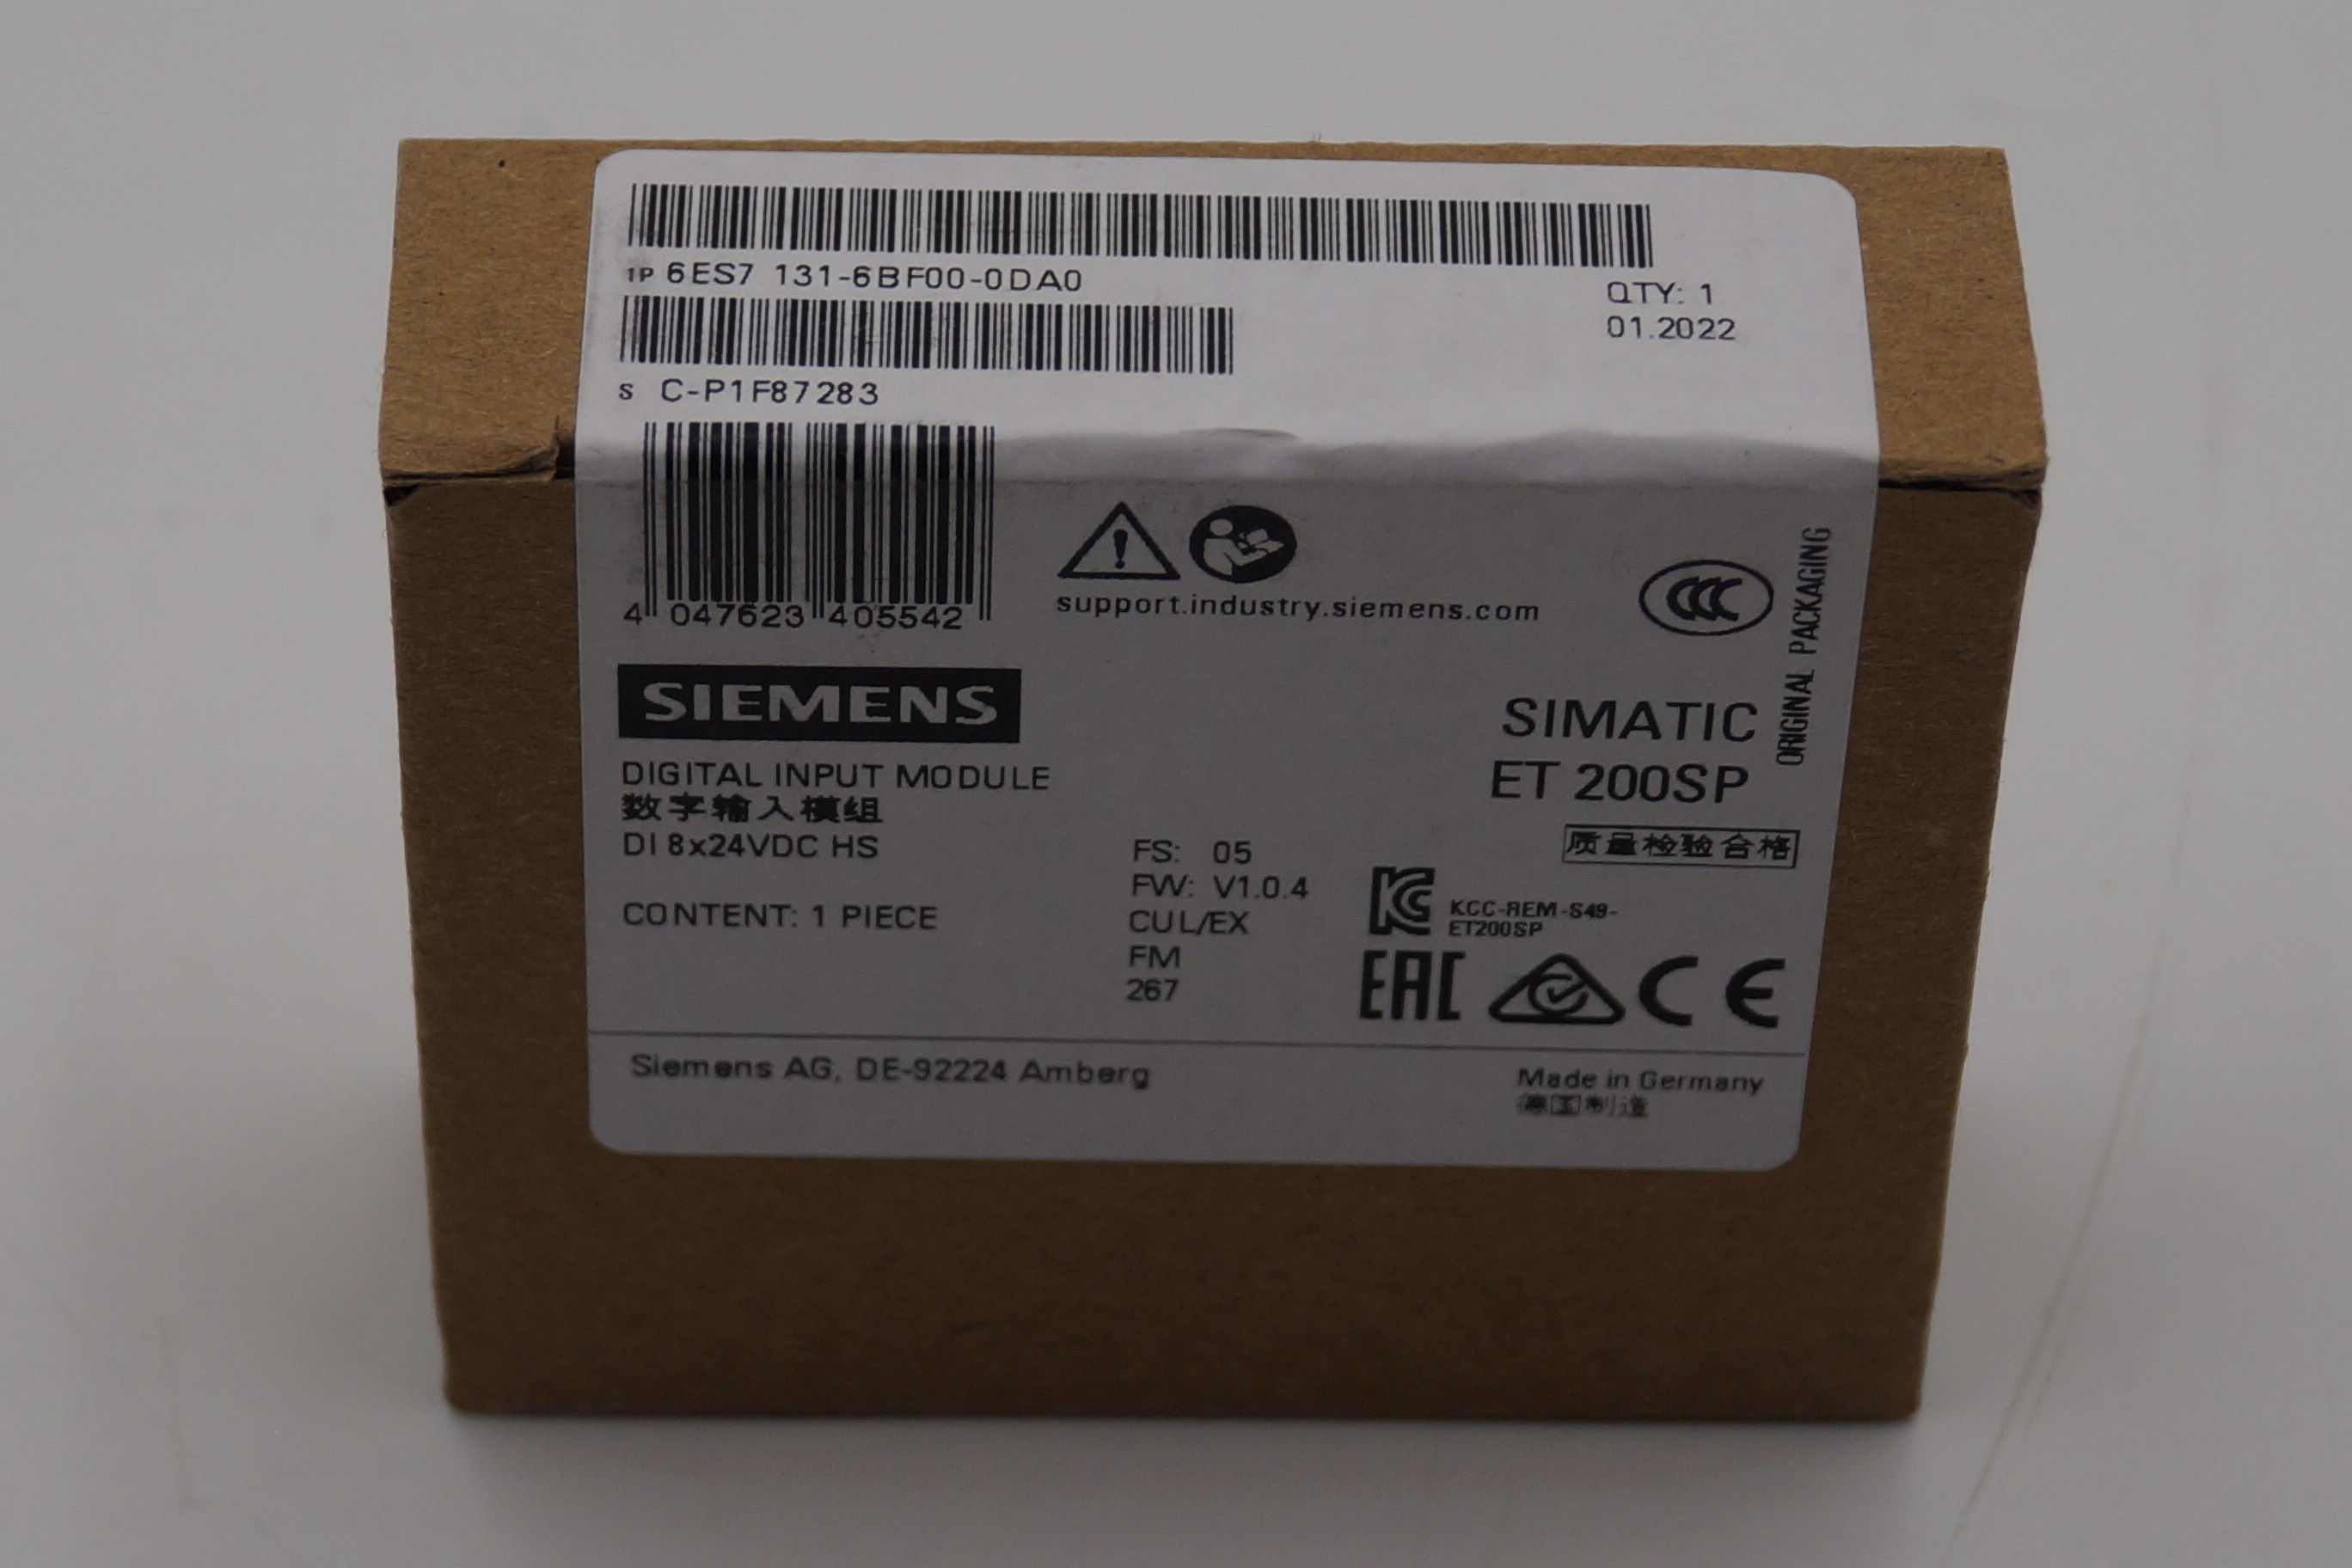 1P 6ES7 131-6BF00-0DA0
QTY: 1
01.2022
S C-P1F87283
4 047623 405542
support.industry.siemens.com
CCC
ORIGINAL PACKAGING
SIEMENS
SIMATIC
ET 200SP
DIGITAL INPUT MODULE
数字输入模组
DI 8x24VDC HS
质量检验合格
FS: 05
FW: V1.0.4
CUL/EX
FM
267
CONTENT: 1 PIECE
KC
KCC-REM-S49-
ET200SP
EAC
CE
Siemens AG, DE-92224 Amberg
Made in Germany
德国制造